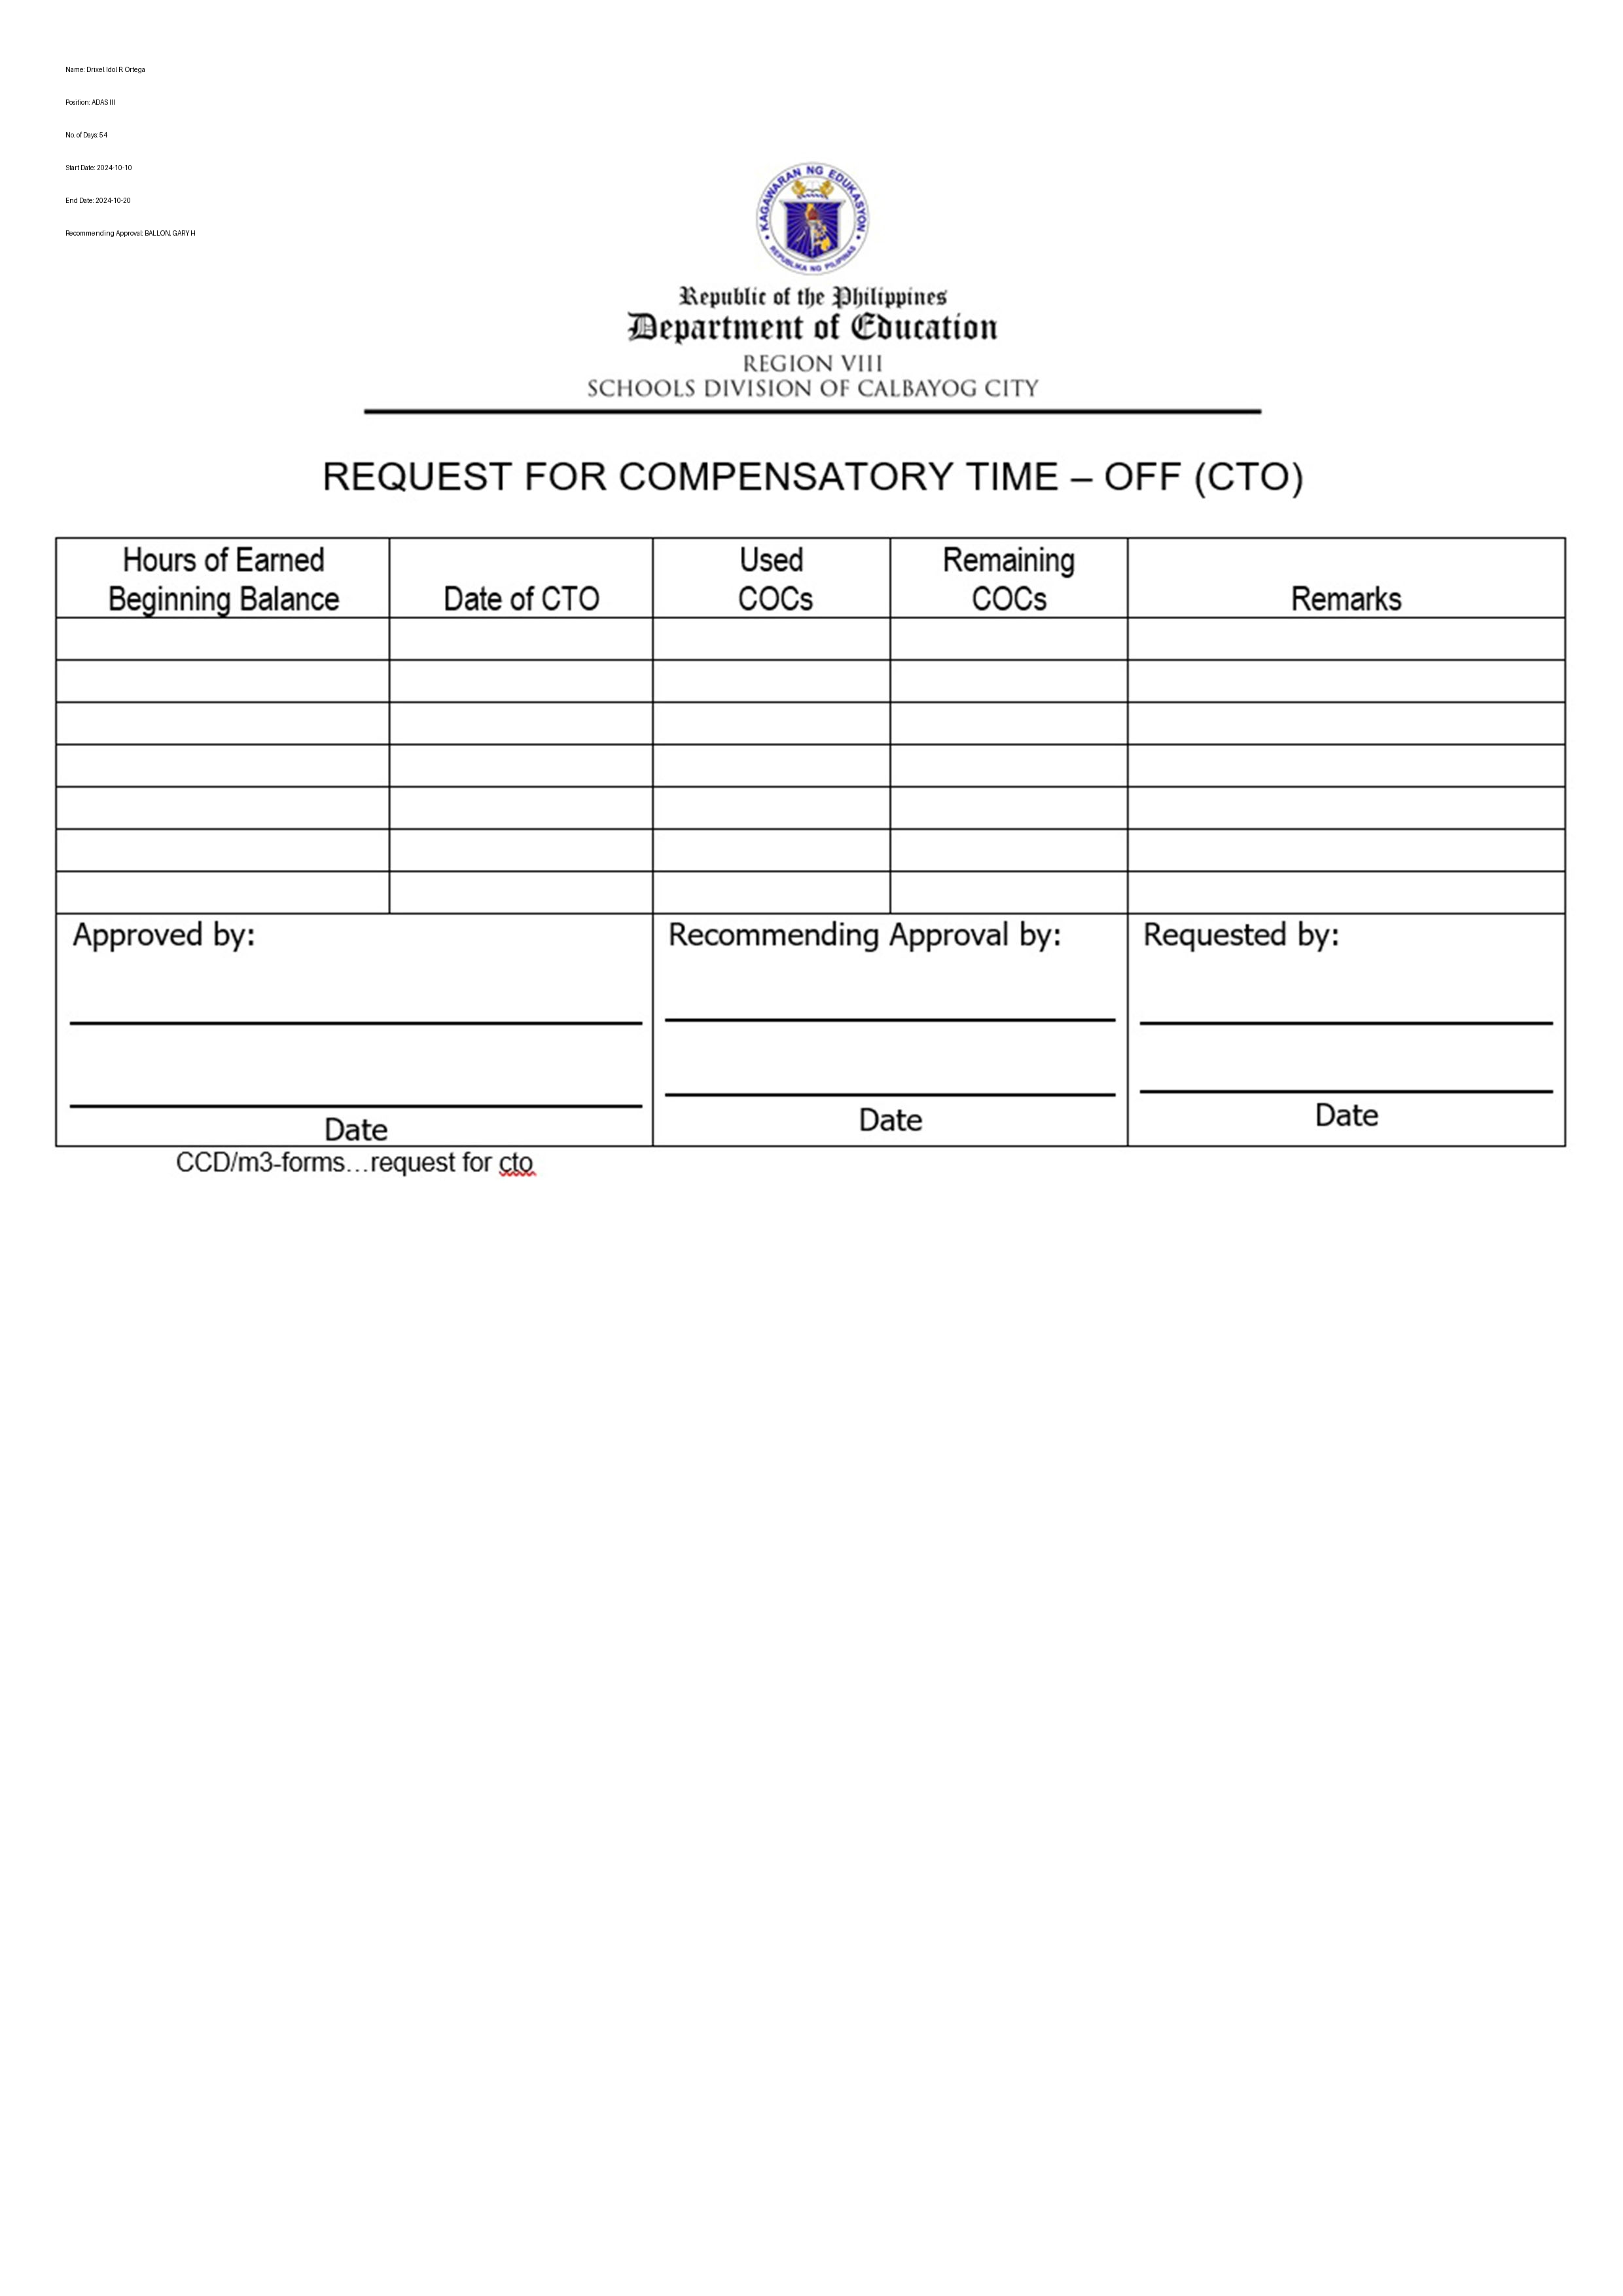 Name: Drixel Idol R. Ortega
Position: ADAS III
No. of Days: 54
Start Date: 2024-10-10
End Date: 2024-10-20
Recommending Approval: BALLON, GARY H
KAGAWARAN NG EDUKASYON
REPUBLIKA NG PILIPINAS
Republic of the Philippines
Department of Education
REGION VIII
SCHOOLS DIVISION OF CALBAYOG CITY
REQUEST FOR COMPENSATORY TIME – OFF (CTO)
Hours of Earned Beginning Balance Date of CTO Used COCs Remaining COCs Remarks
Approved by: Recommending Approval by: Requested by:
Date Date Date
CCD/m3-forms...request for cto